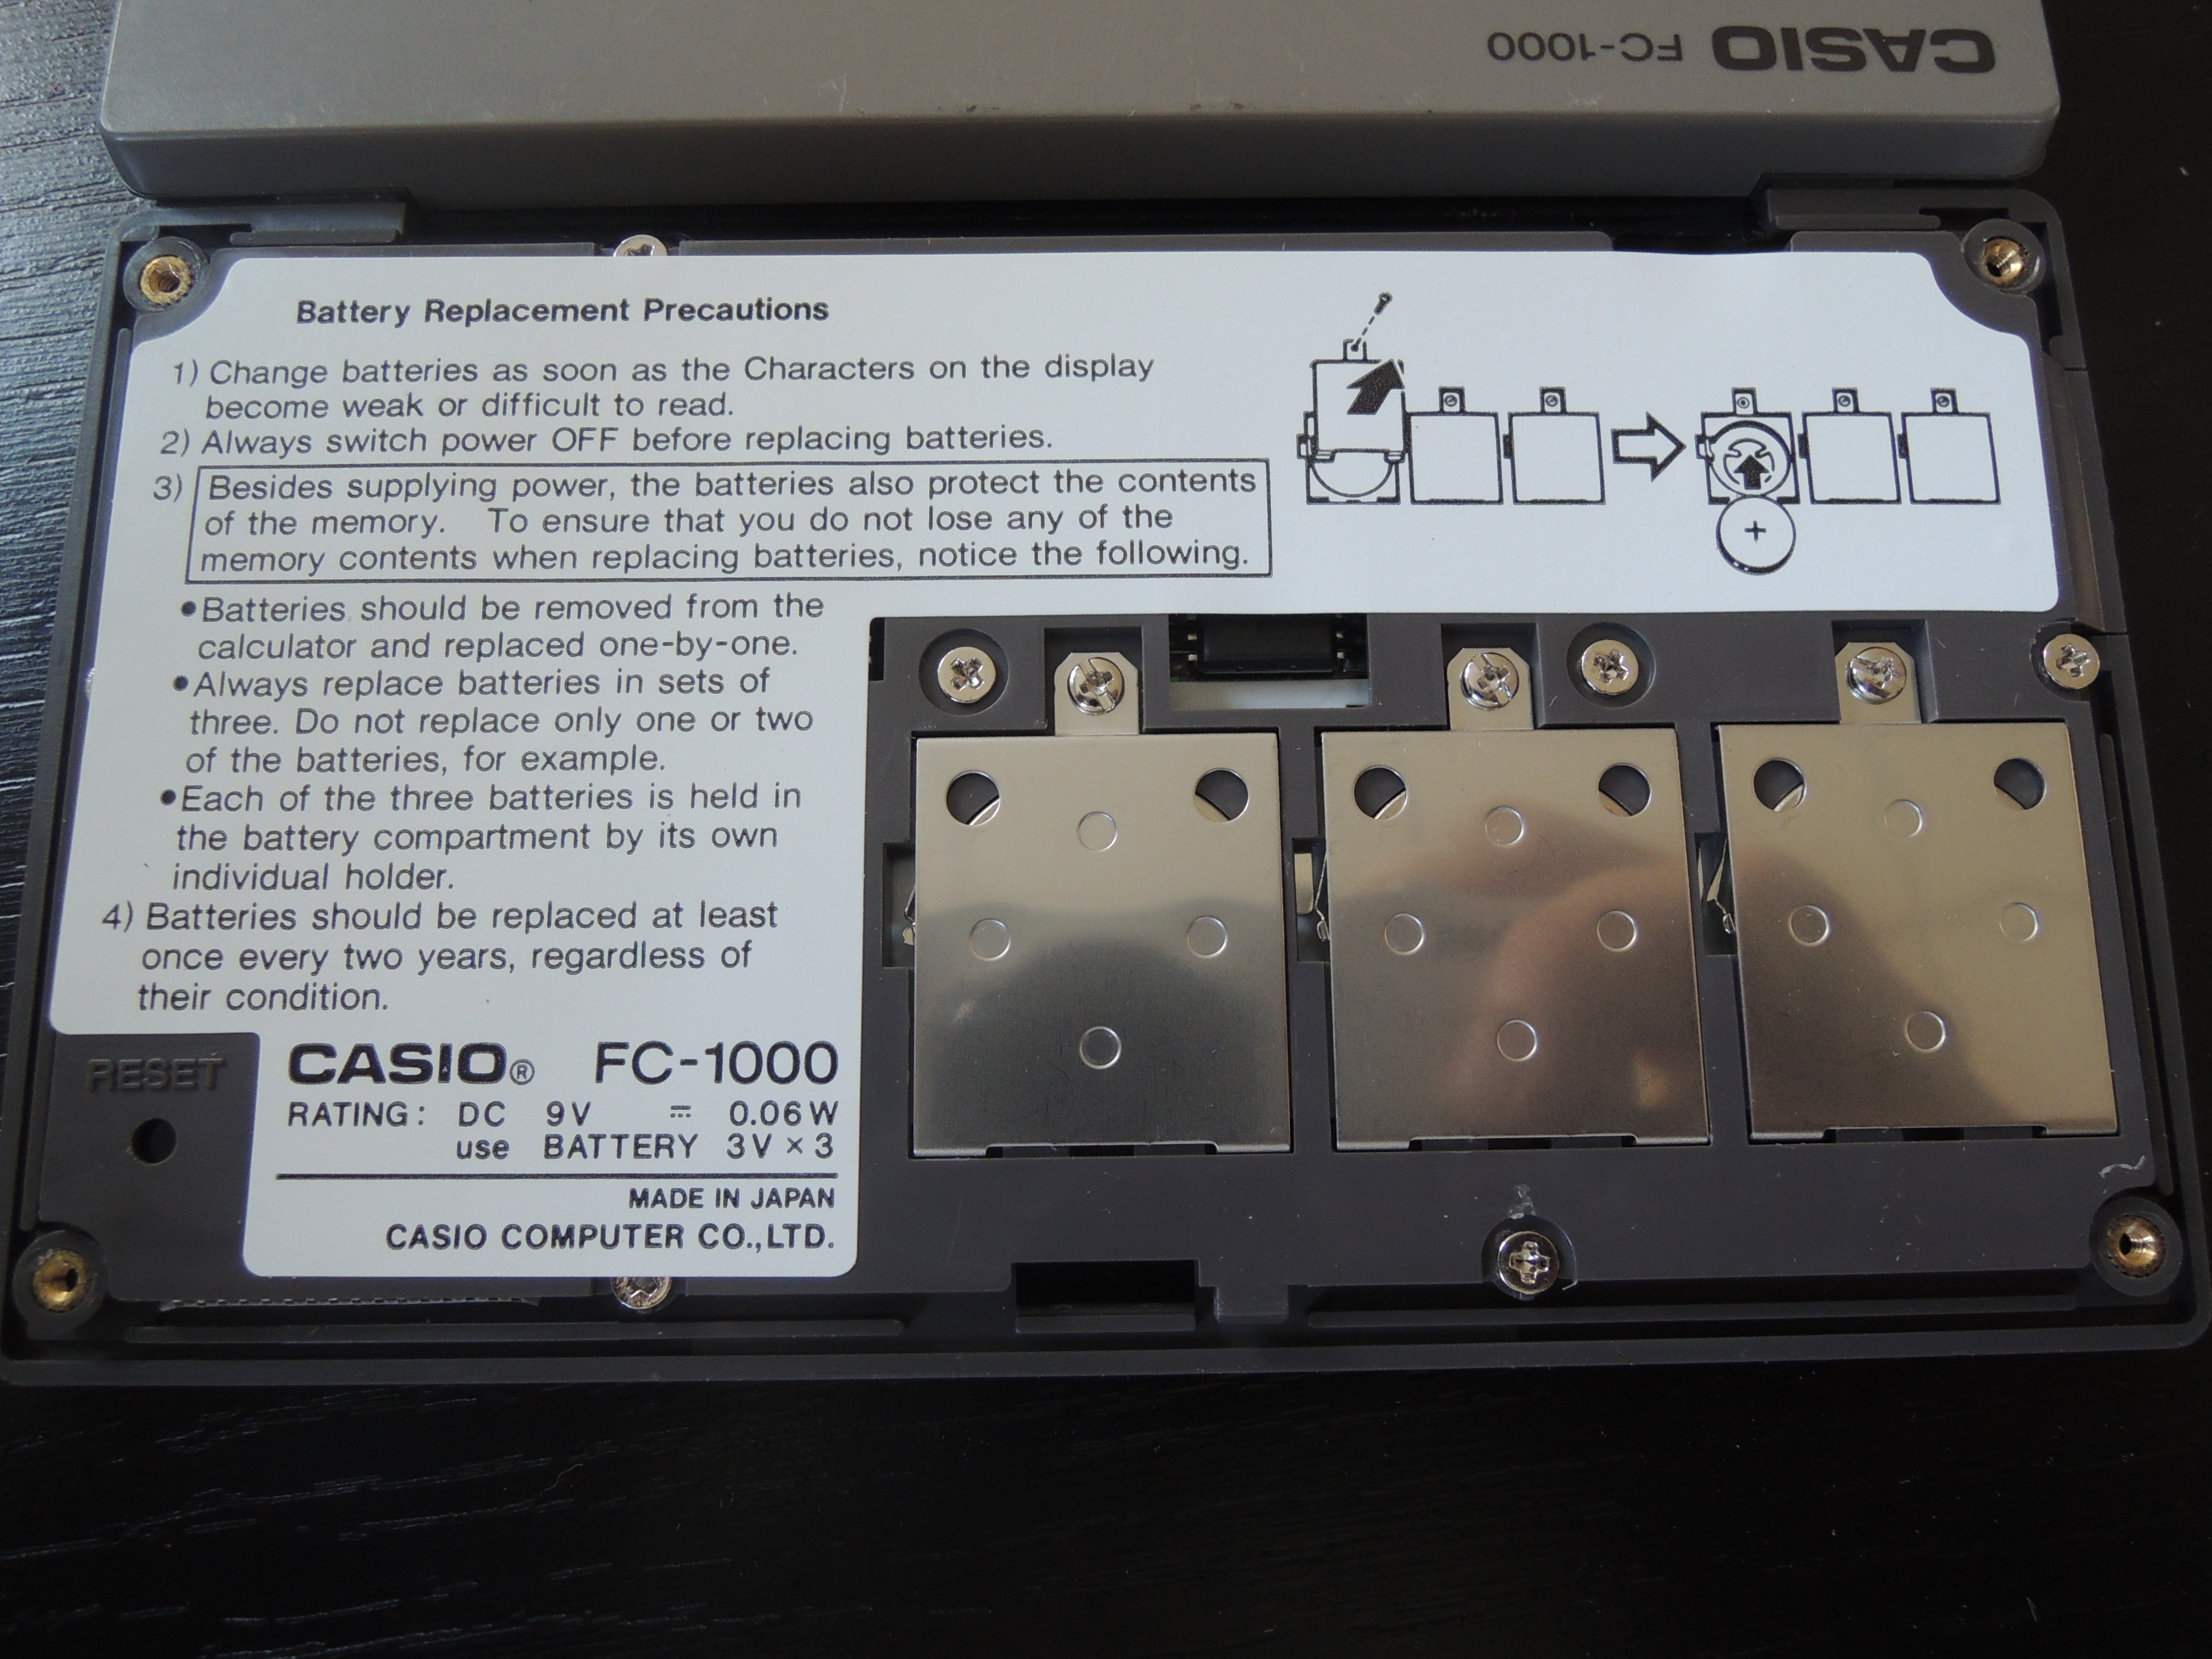 CASIO FC-1000
Battery Replacement Precautions
1) Change batteries as soon as the Characters on the display
become weak or difficult to read.
2) Always switch power OFF before replacing batteries.
3) Besides supplying power, the batteries also protect the contents
of the memory. To ensure that you do not lose any of the
memory contents when replacing batteries, notice the following.
•Batteries should be removed from the
calculator and replaced one-by-one.
•Always replace batteries in sets of
three. Do not replace only one or two
of the batteries, for example.
•Each of the three batteries is held in
the battery compartment by its own
individual holder.
4) Batteries should be replaced at least
once every two years, regardless of
their condition.
+
RESET
CASIO® FC-1000
RATING: DC 9V ⎓ 0.06W
use BATTERY 3V×3
MADE IN JAPAN
CASIO COMPUTER CO.,LTD.